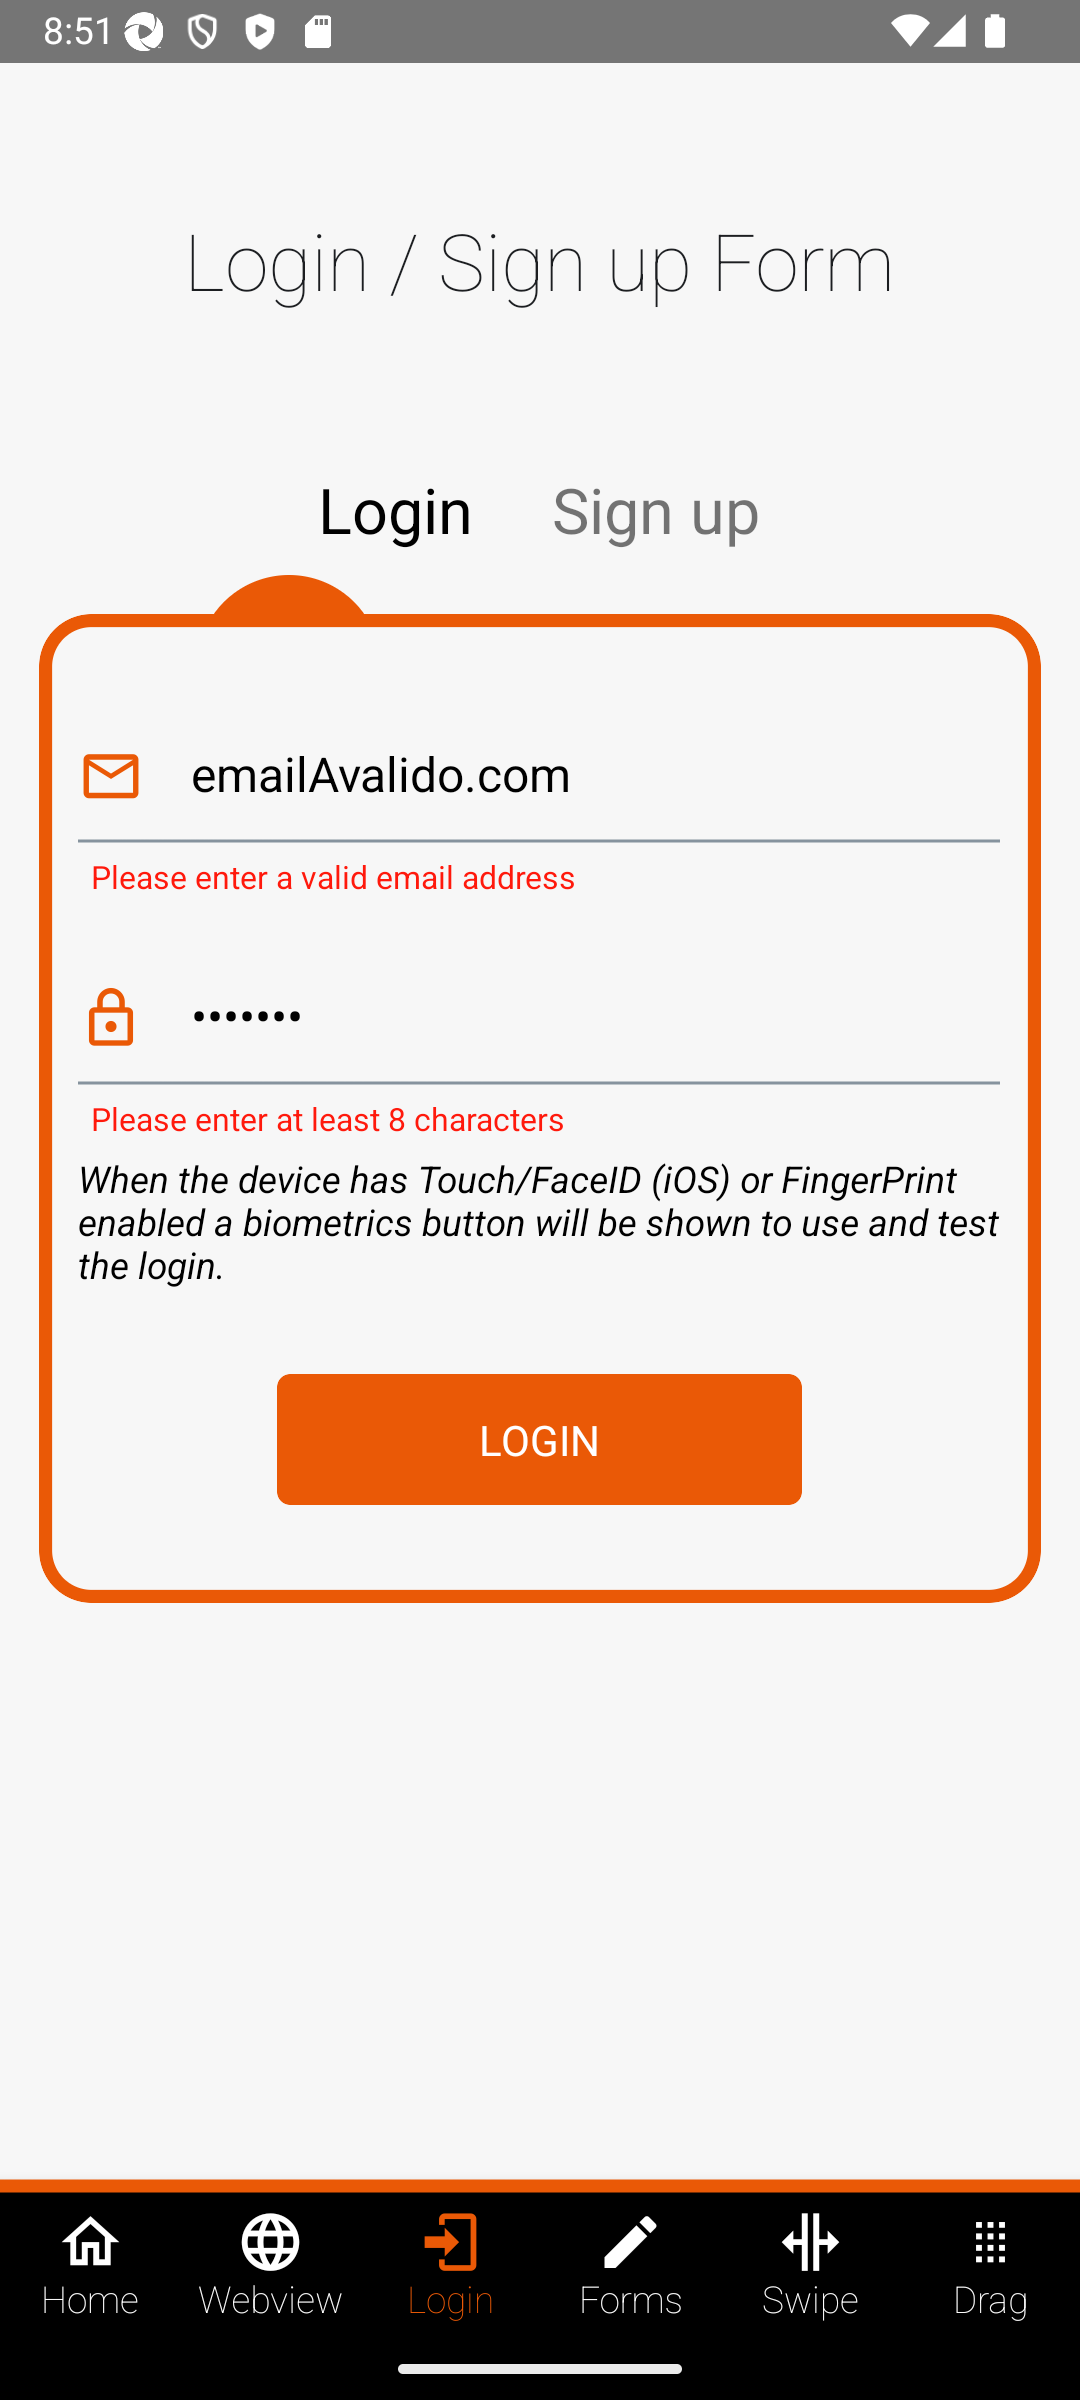 8:51
Login / Sign up Form
Login Sign up
emailAvalido.com
Please enter a valid email address
•••••••
Please enter at least 8 characters
When the device has Touch/FaceID (iOS) or FingerPrint
enabled a biometrics button will be shown to use and test
the login.
LOGIN
Home Webview Login Forms Swipe Drag